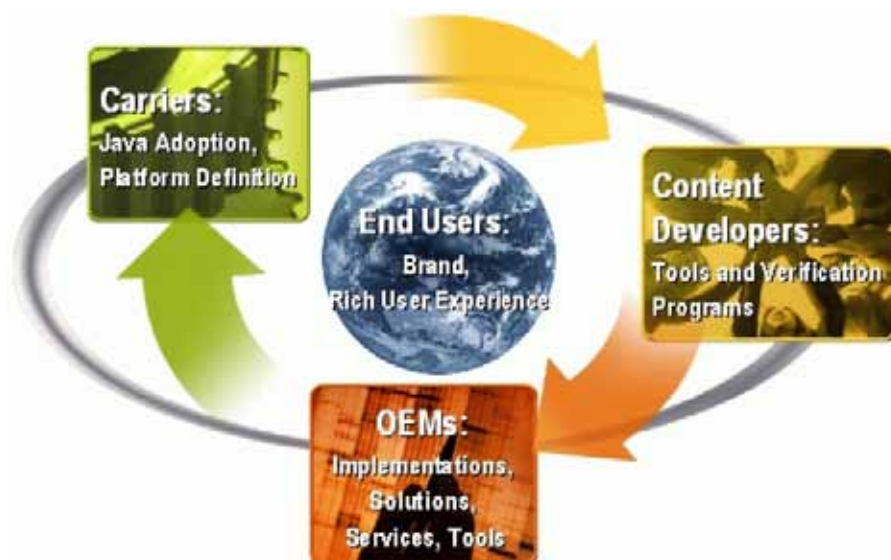 Carriers:
Java Adoption,
Platform Definition
End Users:
Brand,
Rich User Experience
Content
Developers:
Tools and Verification
Programs
OEMs:
Implementations,
Solutions,
Services, Tools